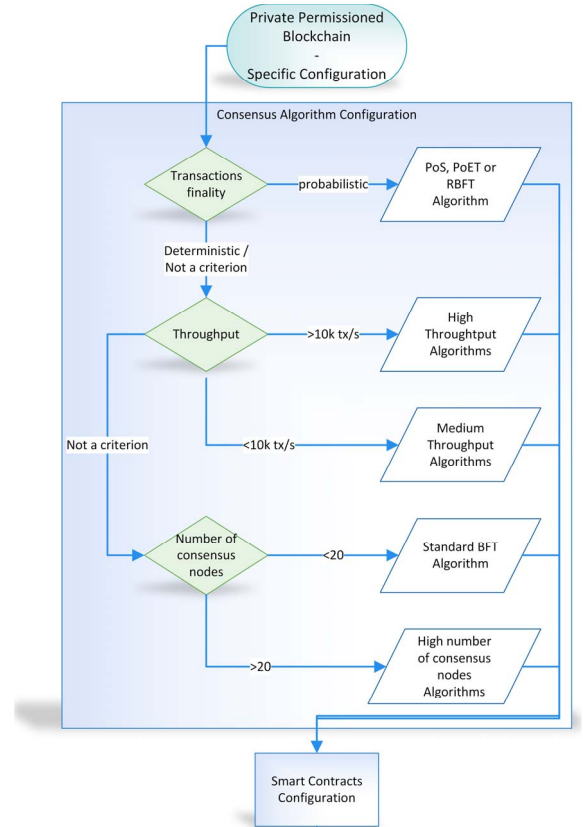 Private Permissioned
Blockchain
-
Specific Configuration
Consensus Algorithm Configuration
Transactions
finality
probabilistic
PoS, PoET or
RBFT
Algorithm
Deterministic /
Not a criterion
Throughput
>10k tx/s
High
Throughtput
Algorithms
Not a criterion
<10k tx/s
Medium
Throughput
Algorithms
Number of
consensus
nodes
<20
Standard BFT
Algorithm
>20
High number
of consensus
nodes
Algorithms
Smart Contracts
Configuration